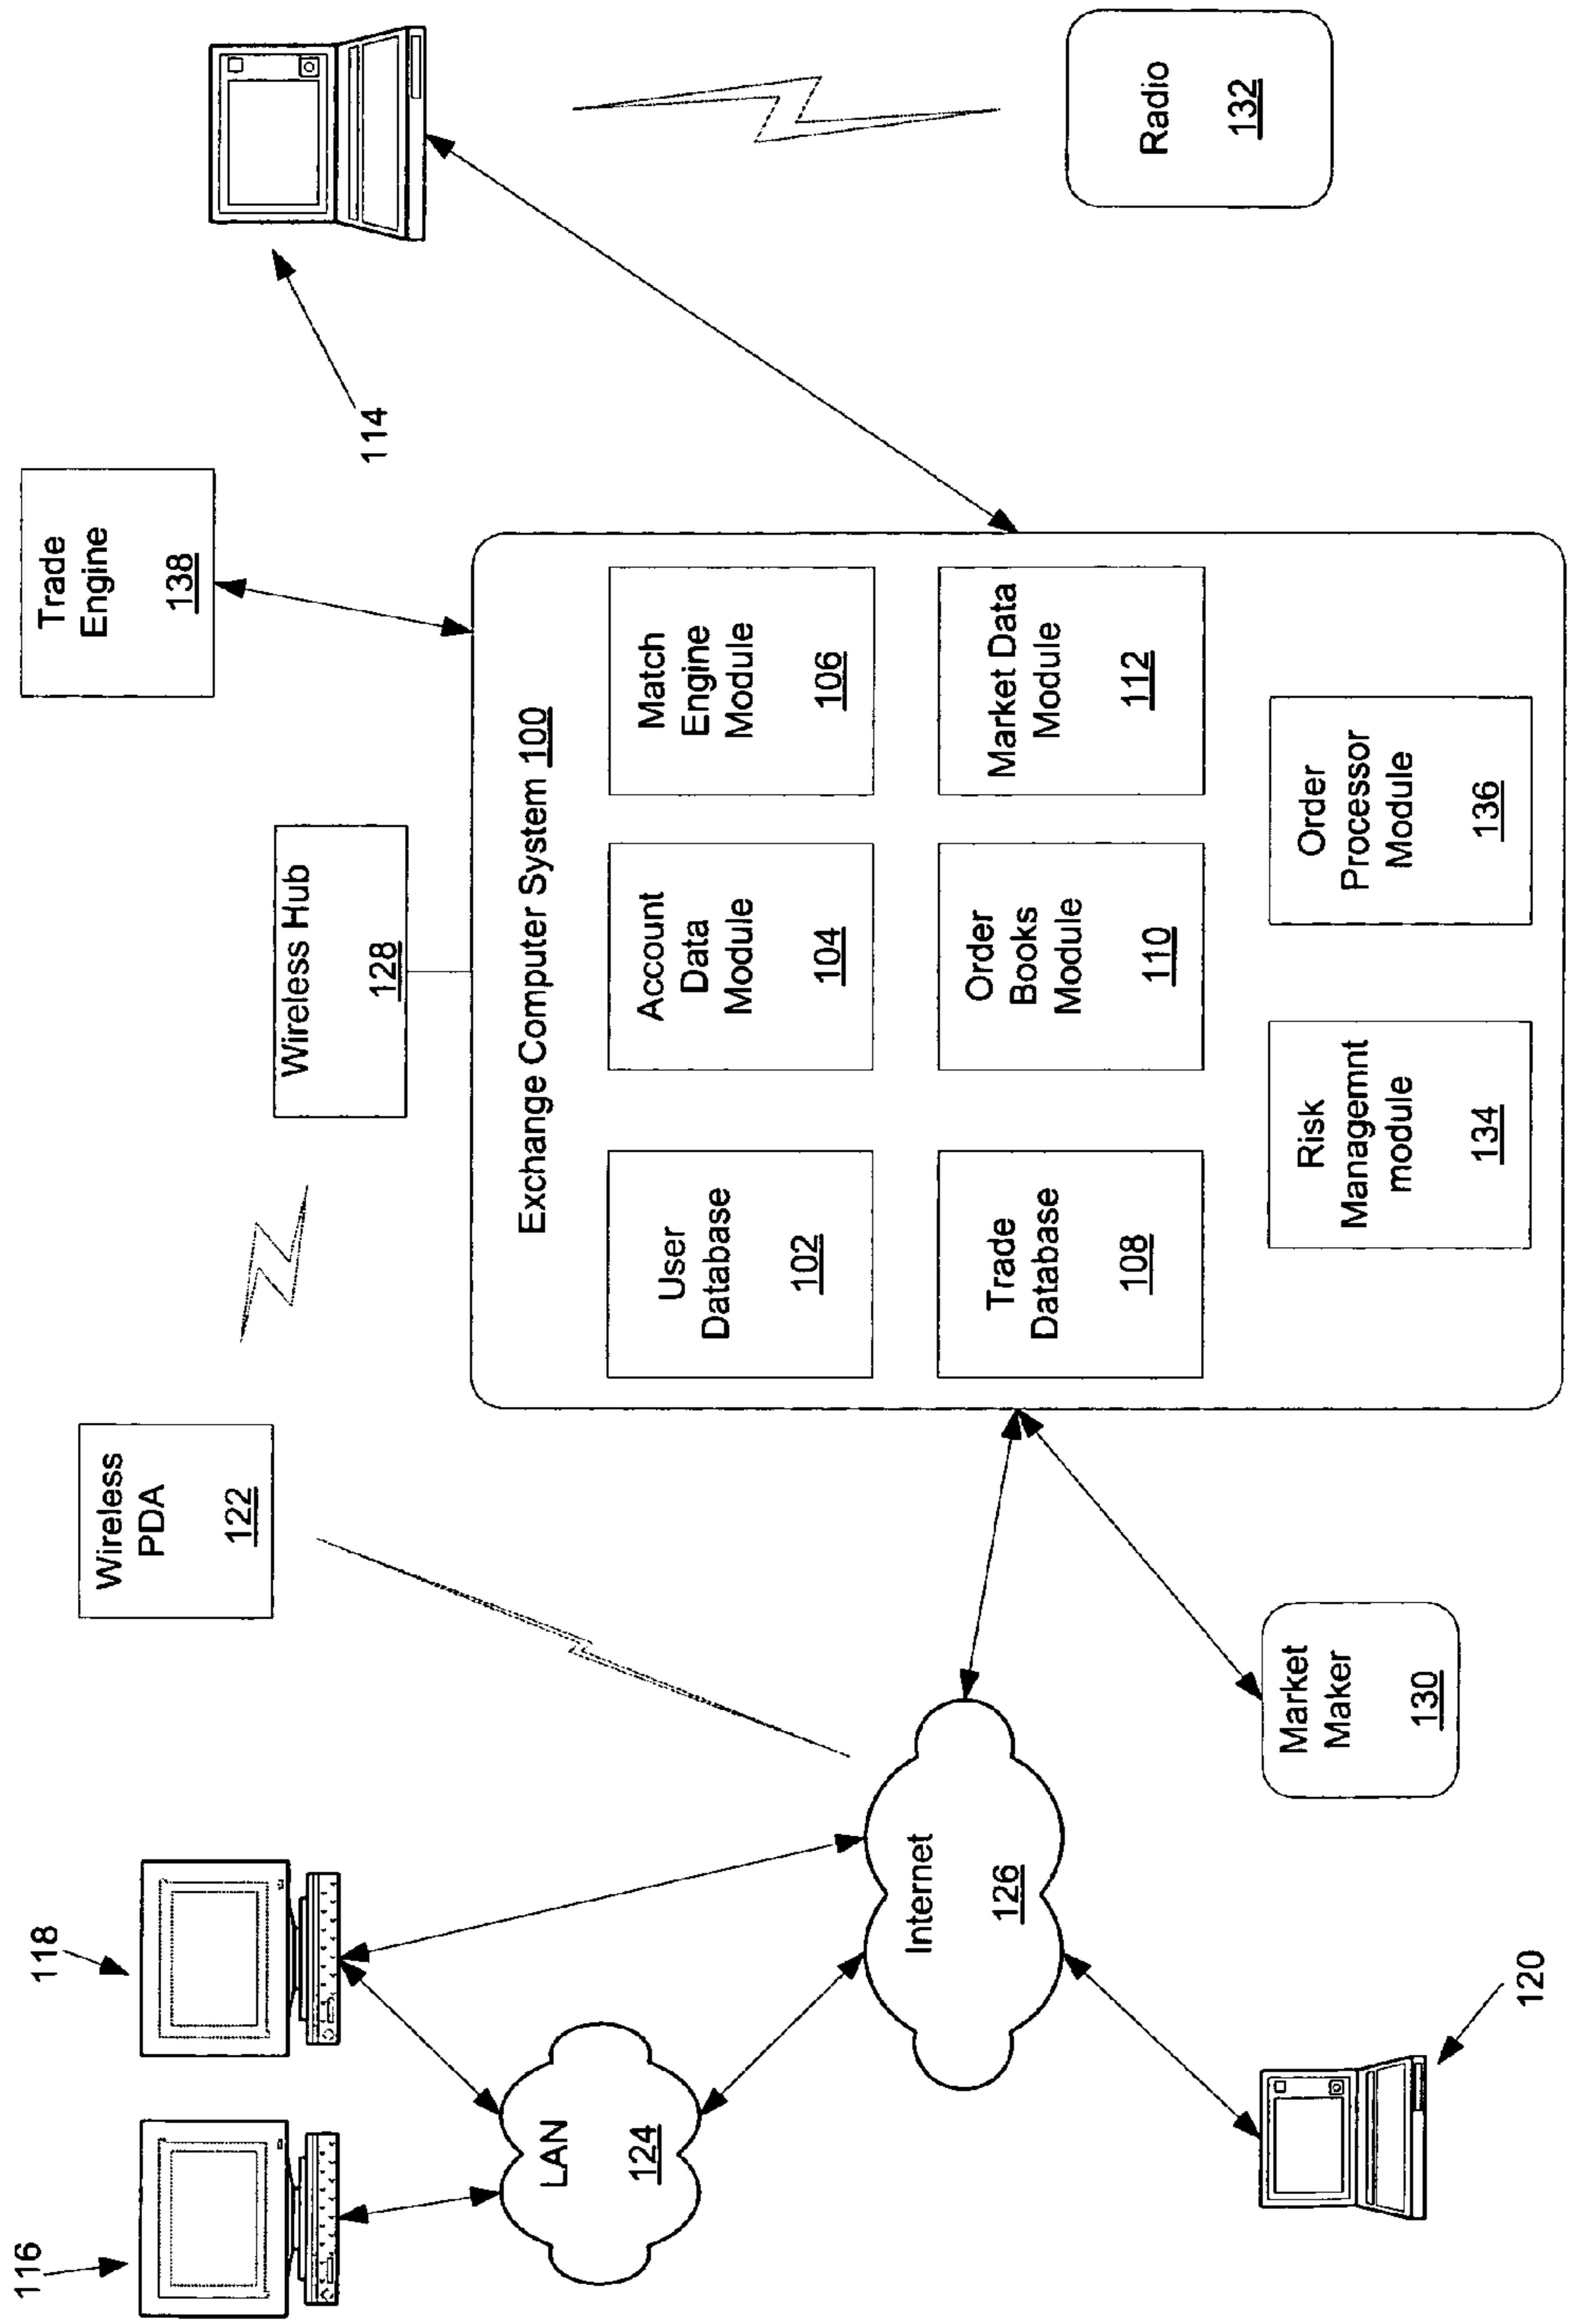 116
118
Wireless
PDA
122
Wireless Hub
128
Trade
Engine
138
114
LAN
124
Internet
126
120
Market
Maker
130
Exchange Computer System 100
User
Database
102
Account
Data
Module
104
Match
Engine
Module
106
Trade
Database
108
Order
Books
Module
110
Market Data
Module
112
Risk
Managemnt
module
134
Order
Processor
Module
136
Radio
132